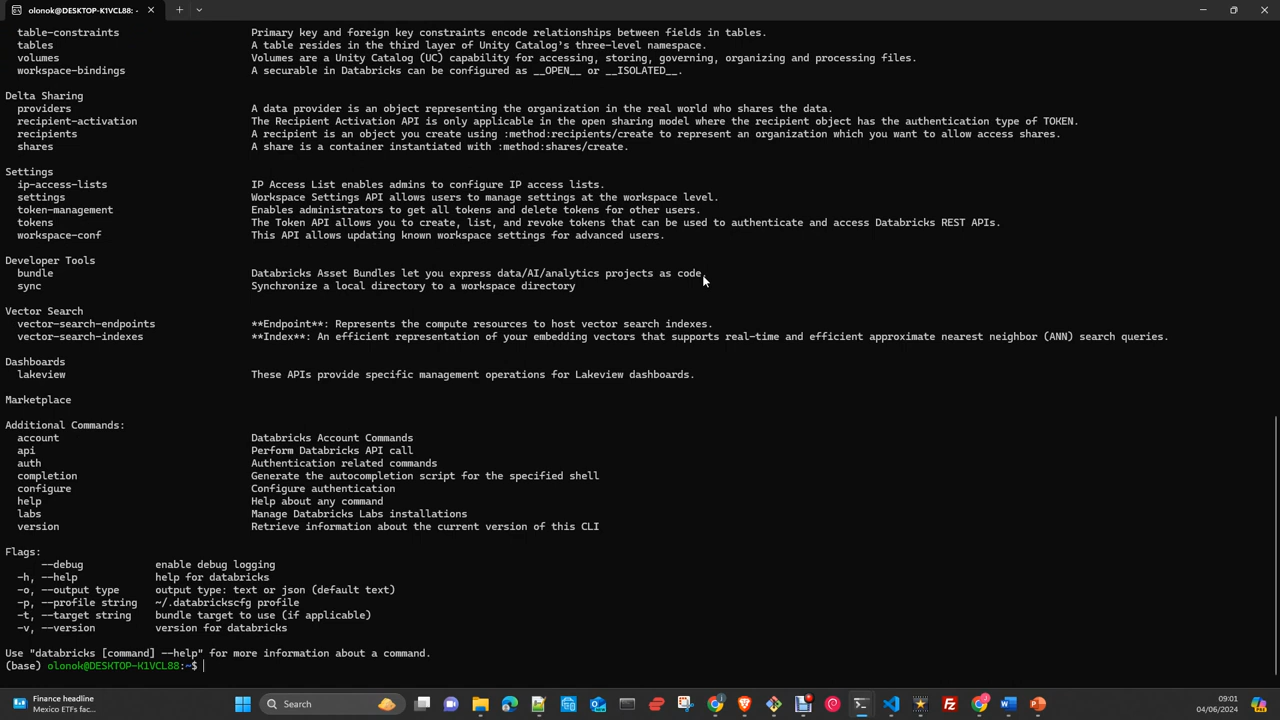 olonok@DESKTOP-K1VCL88: ~
table-constraints Primary key and foreign key constraints encode relationships between fields in tables.
tables A table resides in the third layer of Unity Catalog's three-level namespace.
volumes Volumes are a Unity Catalog (UC) capability for accessing, storing, governing, organizing and processing files.
workspace-bindings A securable in Databricks can be configured as __OPEN__ or __ISOLATED__.
Delta Sharing
providers A data provider is an object representing the organization in the real world who shares the data.
recipient-activation The Recipient Activation API is only applicable in the open sharing model where the recipient object has the authentication type of TOKEN.
recipients A recipient is an object you create using :method:recipients/create to represent an organization which you want to allow access shares.
shares A share is a container instantiated with :method:shares/create.
Settings
ip-access-lists IP Access List enables admins to configure IP access lists.
settings Workspace Settings API allows users to manage settings at the workspace level.
token-management Enables administrators to get all tokens and delete tokens for other users.
tokens The Token API allows you to create, list, and revoke tokens that can be used to authenticate and access Databricks REST APIs.
workspace-conf This API allows updating known workspace settings for advanced users.
Developer Tools
bundle Databricks Asset Bundles let you express data/AI/analytics projects as code.
sync Synchronize a local directory to a workspace directory
Vector Search
vector-search-endpoints **Endpoint**: Represents the compute resources to host vector search indexes.
vector-search-indexes **Index**: An efficient representation of your embedding vectors that supports real-time and efficient approximate nearest neighbor (ANN) search queries.
Dashboards
lakeview These APIs provide specific management operations for Lakeview dashboards.
Marketplace
Additional Commands:
account Databricks Account Commands
api Perform Databricks API call
auth Authentication related commands
completion Generate the autocompletion script for the specified shell
configure Configure authentication
help Help about any command
labs Manage Databricks Labs installations
version Retrieve information about the current version of this CLI
Flags:
--debug enable debug logging
-h, --help help for databricks
-o, --output type output type: text or json (default text)
-p, --profile string ~/.databrickscfg profile
-t, --target string bundle target to use (if applicable)
-v, --version version for databricks
Use "databricks [command] --help" for more information about a command.
(base) olonok@DESKTOP-K1VCL88:~$
Finance headline
Mexico ETFs fac...
Search
09:01
04/06/2024